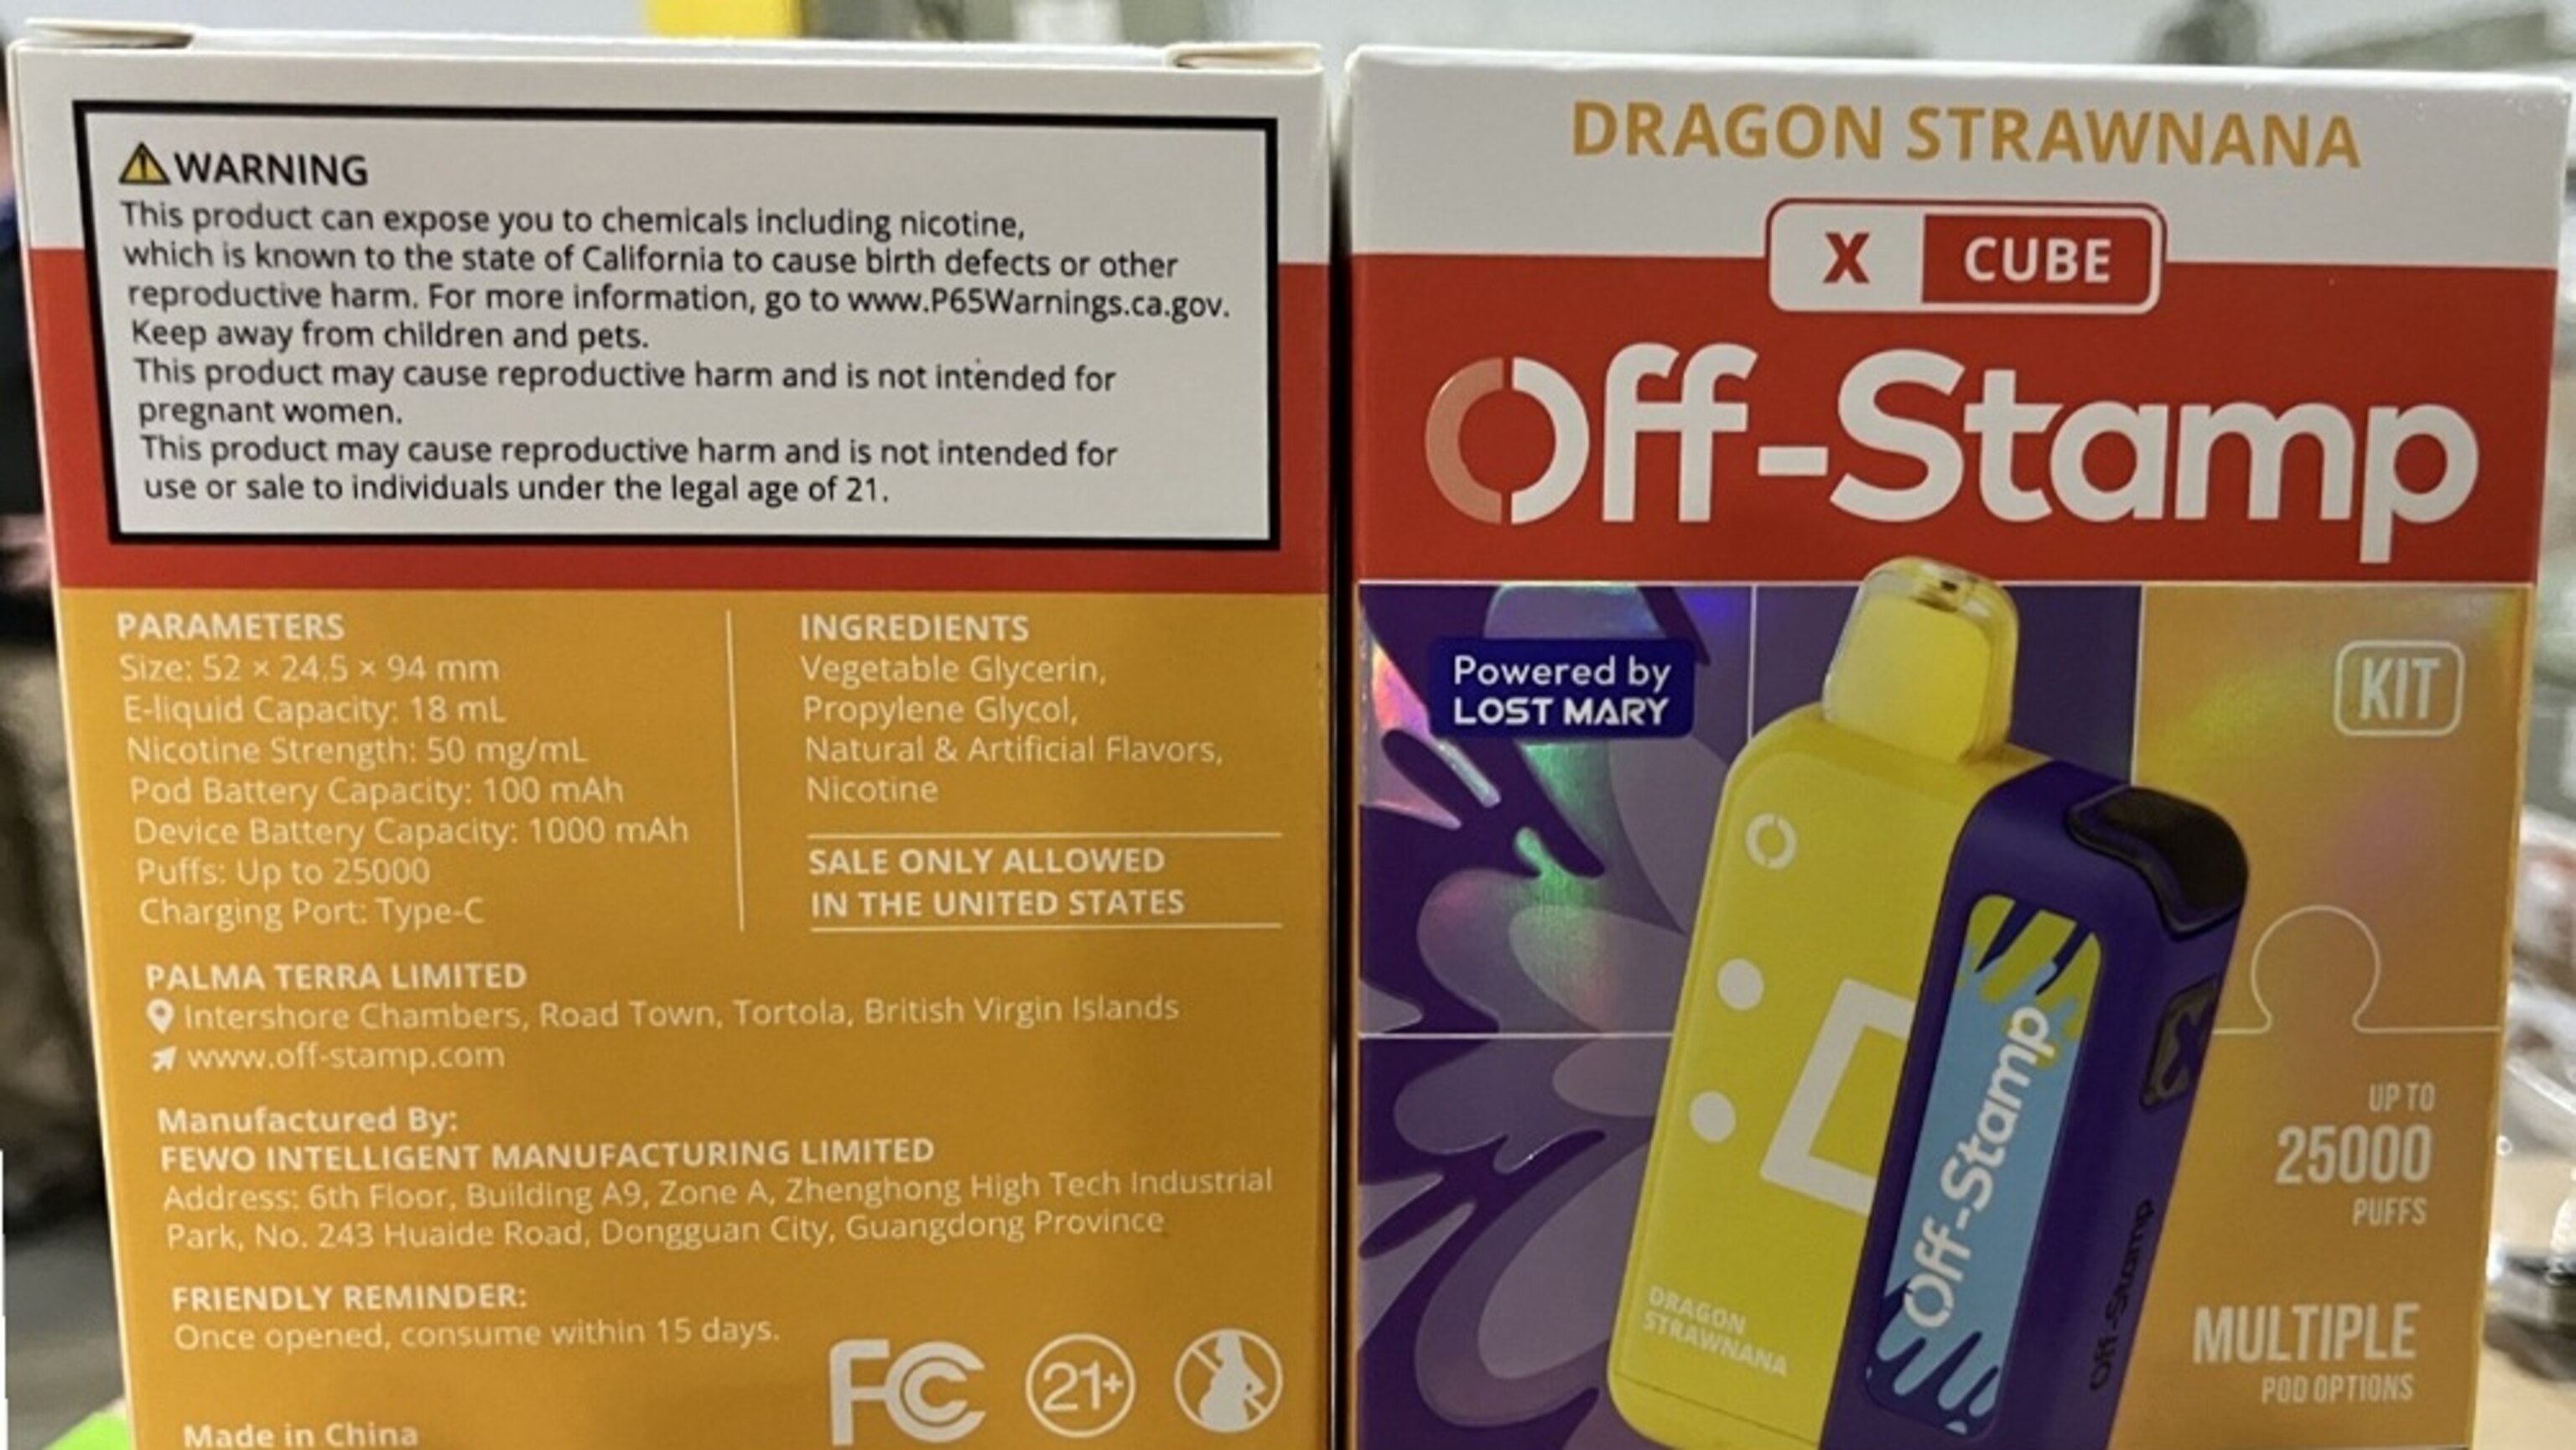 WARNING
This product can expose you to chemicals including nicotine,
which is known to the state of California to cause birth defects or other
reproductive harm. For more information, go to www.P65Warnings.ca.gov.
Keep away from children and pets.
This product may cause reproductive harm and is not intended for
pregnant women.
This product may cause reproductive harm and is not intended for
use or sale to individuals under the legal age of 21.
PARAMETERS
Size: 52 × 24.5 × 94 mm
E-liquid Capacity: 18 mL
Nicotine Strength: 50 mg/mL
Pod Battery Capacity: 100 mAh
Device Battery Capacity: 1000 mAh
Puffs: Up to 25000
Charging Port: Type-C
INGREDIENTS
Vegetable Glycerin,
Propylene Glycol,
Natural & Artificial Flavors,
Nicotine
SALE ONLY ALLOWED
IN THE UNITED STATES
PALMA TERRA LIMITED
Intershore Chambers, Road Town, Tortola, British Virgin Islands
www.off-stamp.com
Manufactured By:
FEWO INTELLIGENT MANUFACTURING LIMITED
Address: 6th Floor, Building A9, Zone A, Zhenghong High Tech Industrial
Park, No. 243 Huaide Road, Dongguan City, Guangdong Province
FRIENDLY REMINDER:
Once opened, consume within 15 days.
FC
21+
Made in China
DRAGON STRAWNANA
X CUBE
Off-Stamp
Powered by
LOST MARY
KIT
Off-Stamp
Off-Stamp
DRAGON
STRAWNANA
UP TO
25000
PUFFS
MULTIPLE
POD OPTIONS